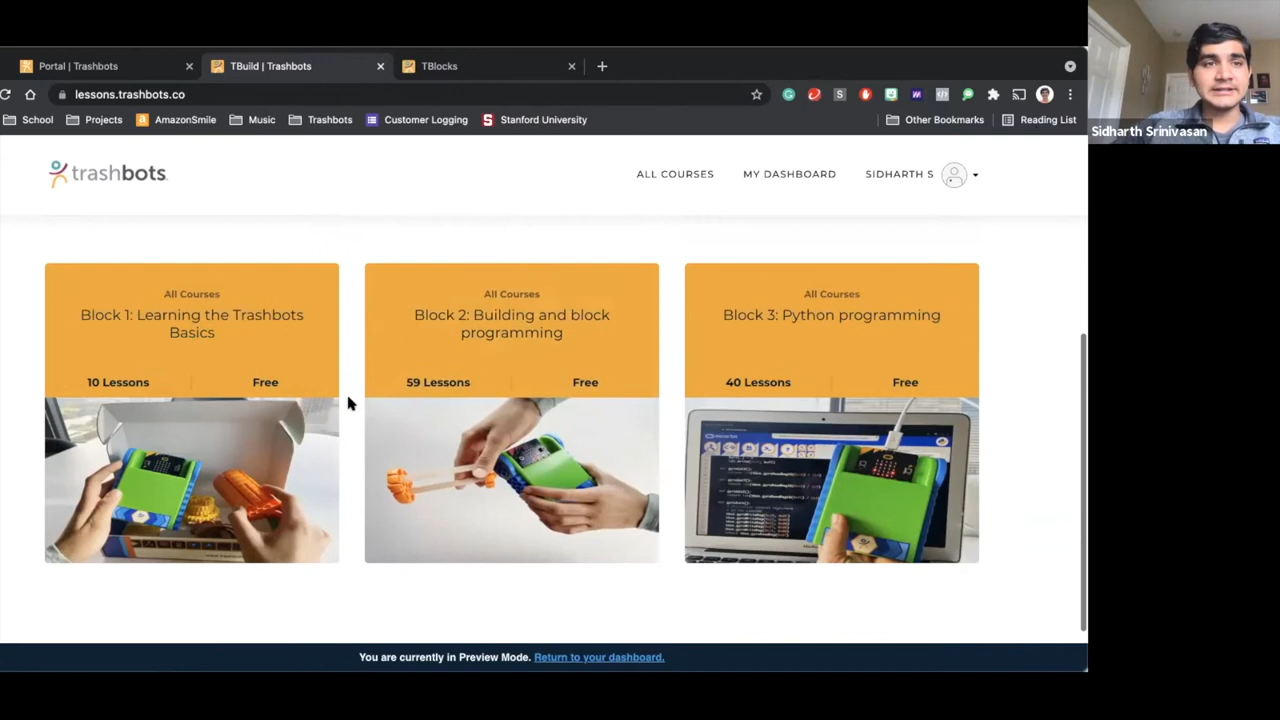 Portal | Trashbots
TBuild | Trashbots
TBlocks
lessons.trashbots.co
School
Projects
AmazonSmile
Music
Trashbots
Customer Logging
Stanford University
Other Bookmarks
Reading List
Sidharth Srinivasan
trashbots
ALL COURSES
MY DASHBOARD
SIDHARTH S
All Courses
Block 1: Learning the Trashbots
Basics
10 Lessons
Free
All Courses
Block 2: Building and block
programming
59 Lessons
Free
All Courses
Block 3: Python programming
40 Lessons
Free
You are currently in Preview Mode. Return to your dashboard.